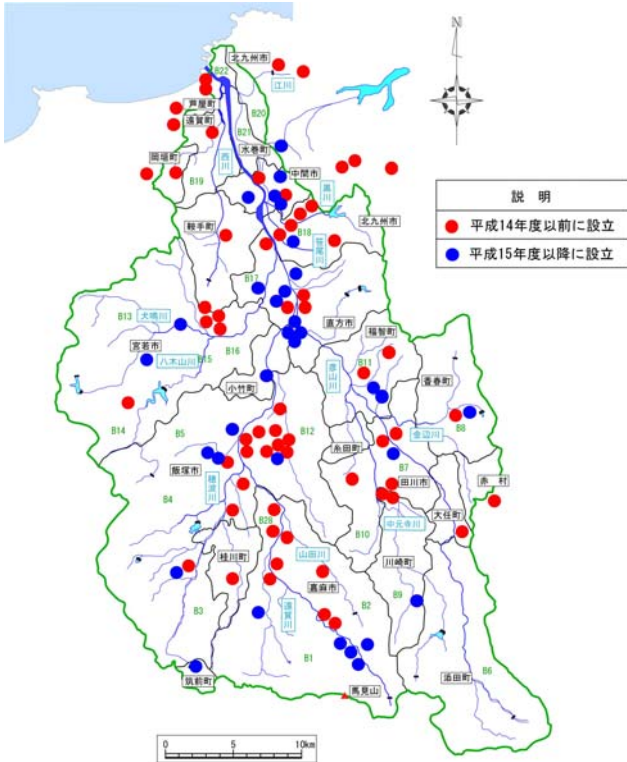 N
北九州市
B22
江川
芦屋町
遠賀町
B20
B21
水巻町
岡垣町
西川
中間市
黒川
B19
北九州市
鞍手町
B18
笹尾川
B17
説 明
平成14年度以前に設立
平成15年度以降に設立
B13
犬鳴川
宮若市
八木山川
B15
B16
直方市
福智町
彦山川
B11
香春町
小竹町
B14
B5
B12
B8
金辺川
糸田町
飯塚市
B7
穂波川
田川市
赤 村
B4
大任町
B28
中元寺川
山田川
B10
桂川町
川崎町
嘉麻市
B3
遠賀川
B2
B9
B1
B6
筑前町
馬見山
添田町
0 5 10km